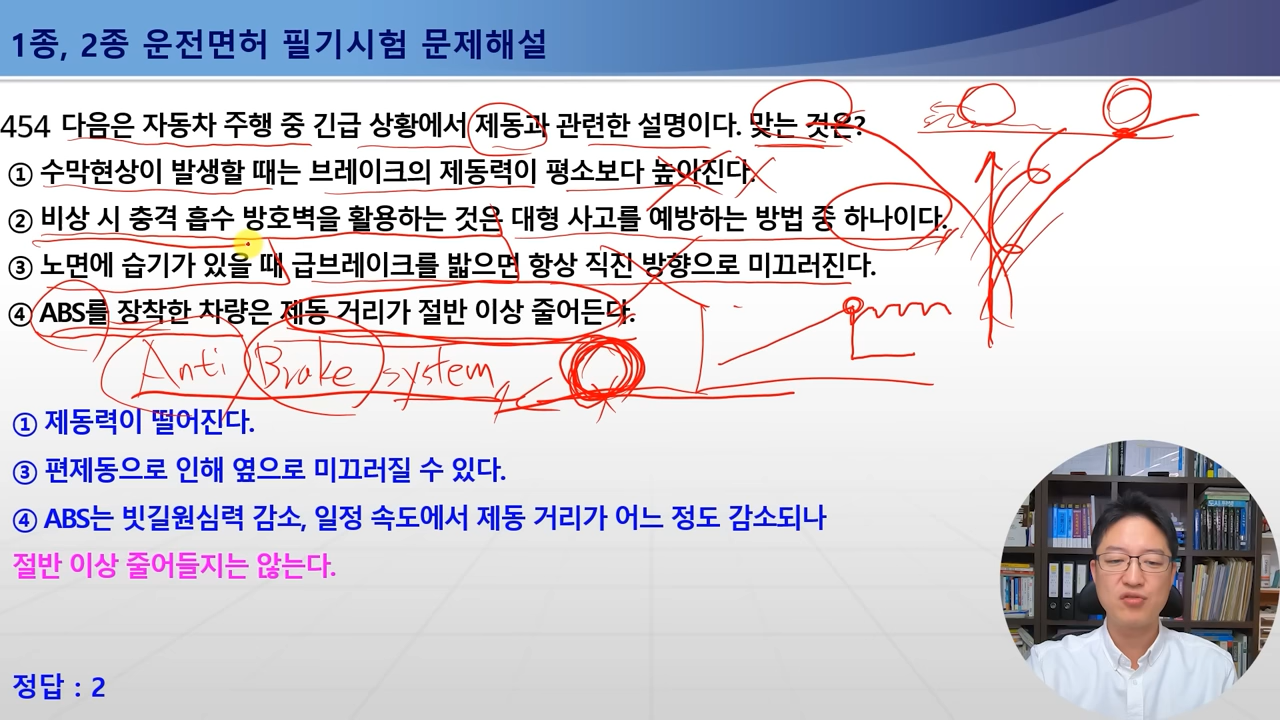 1종, 2종 운전면허 필기시험 문제해설
454 다음은 자동차 주행 중 긴급 상황에서 제동과 관련한 설명이다. 맞는 것은?
① 수막현상이 발생할 때는 브레이크의 제동력이 평소보다 높아진다.
② 비상 시 충격 흡수 방호벽을 활용하는 것은 대형 사고를 예방하는 방법 중 하나이다.
③ 노면에 습기가 있을 때 급브레이크를 밟으면 항상 직진 방향으로 미끄러진다.
④ ABS를 장착한 차량은 제동 거리가 절반 이상 줄어든다.
Anti Brake system
① 제동력이 떨어진다.
③ 편제동으로 인해 옆으로 미끄러질 수 있다.
④ ABS는 빗길원심력 감소, 일정 속도에서 제동 거리가 어느 정도 감소되나
절반 이상 줄어들지는 않는다.
정답 : 2